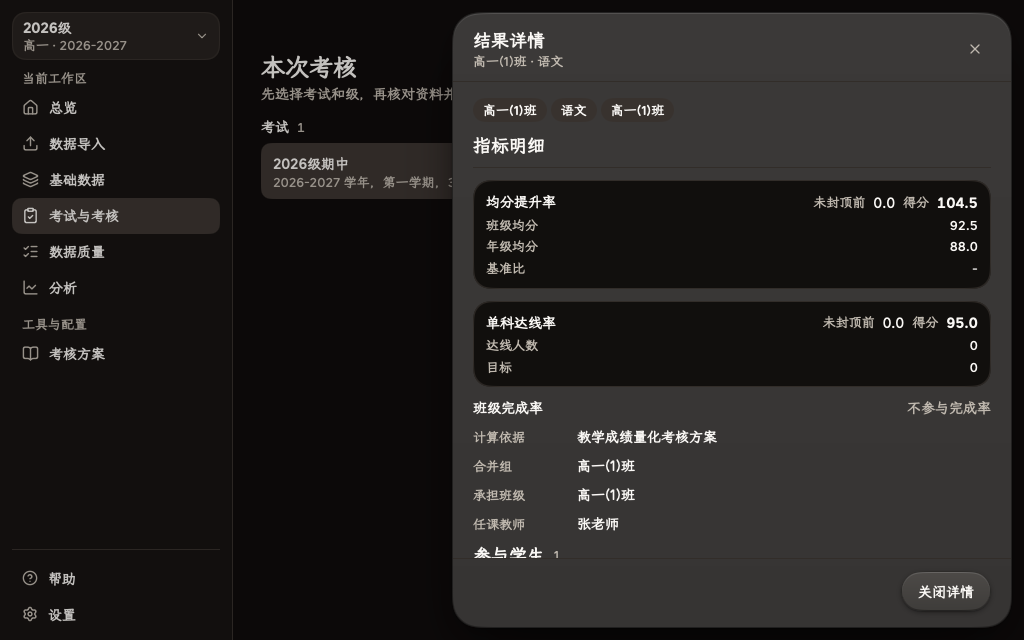 2026级
高一 · 2026-2027
当前工作区
总览
数据导入
基础数据
考试与考核
数据质量
分析
工具与配置
考核方案
帮助
设置
本次考核
先选择考试和级，再核对资料
考试 1
2026级期中
2026-2027 学年，第一学期，
结果详情
高一(1)班 · 语文
高一(1)班 语文 高一(1)班
指标明细
均分提升率 未封顶前 0.0 得分 104.5
班级均分 92.5
年级均分 88.0
基准比 -
单科达线率 未封顶前 0.0 得分 95.0
达线人数 0
目标 0
班级完成率 不参与完成率
计算依据 教学成绩量化考核方案
合并组 高一(1)班
承担班级 高一(1)班
任课教师 张老师
参与学生 1
关闭详情